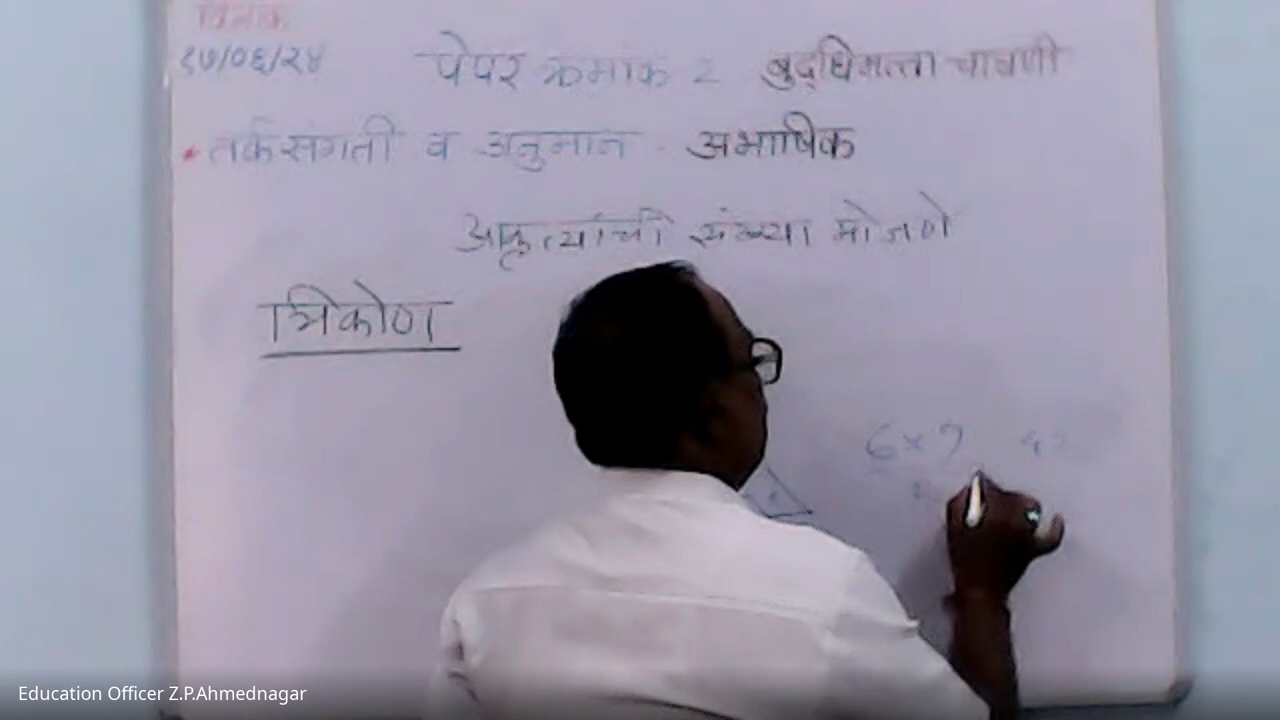 दिनांक
१७/०६/२४
पेपर क्रमांक 2 बुद्धिमत्ता चाचणी
* तर्कसंगती व अनुमान - अभाषिक
आकृत्यांची संख्या मोजणे
त्रिकोण
6 × 7 42
Education Officer Z.P.Ahmednagar